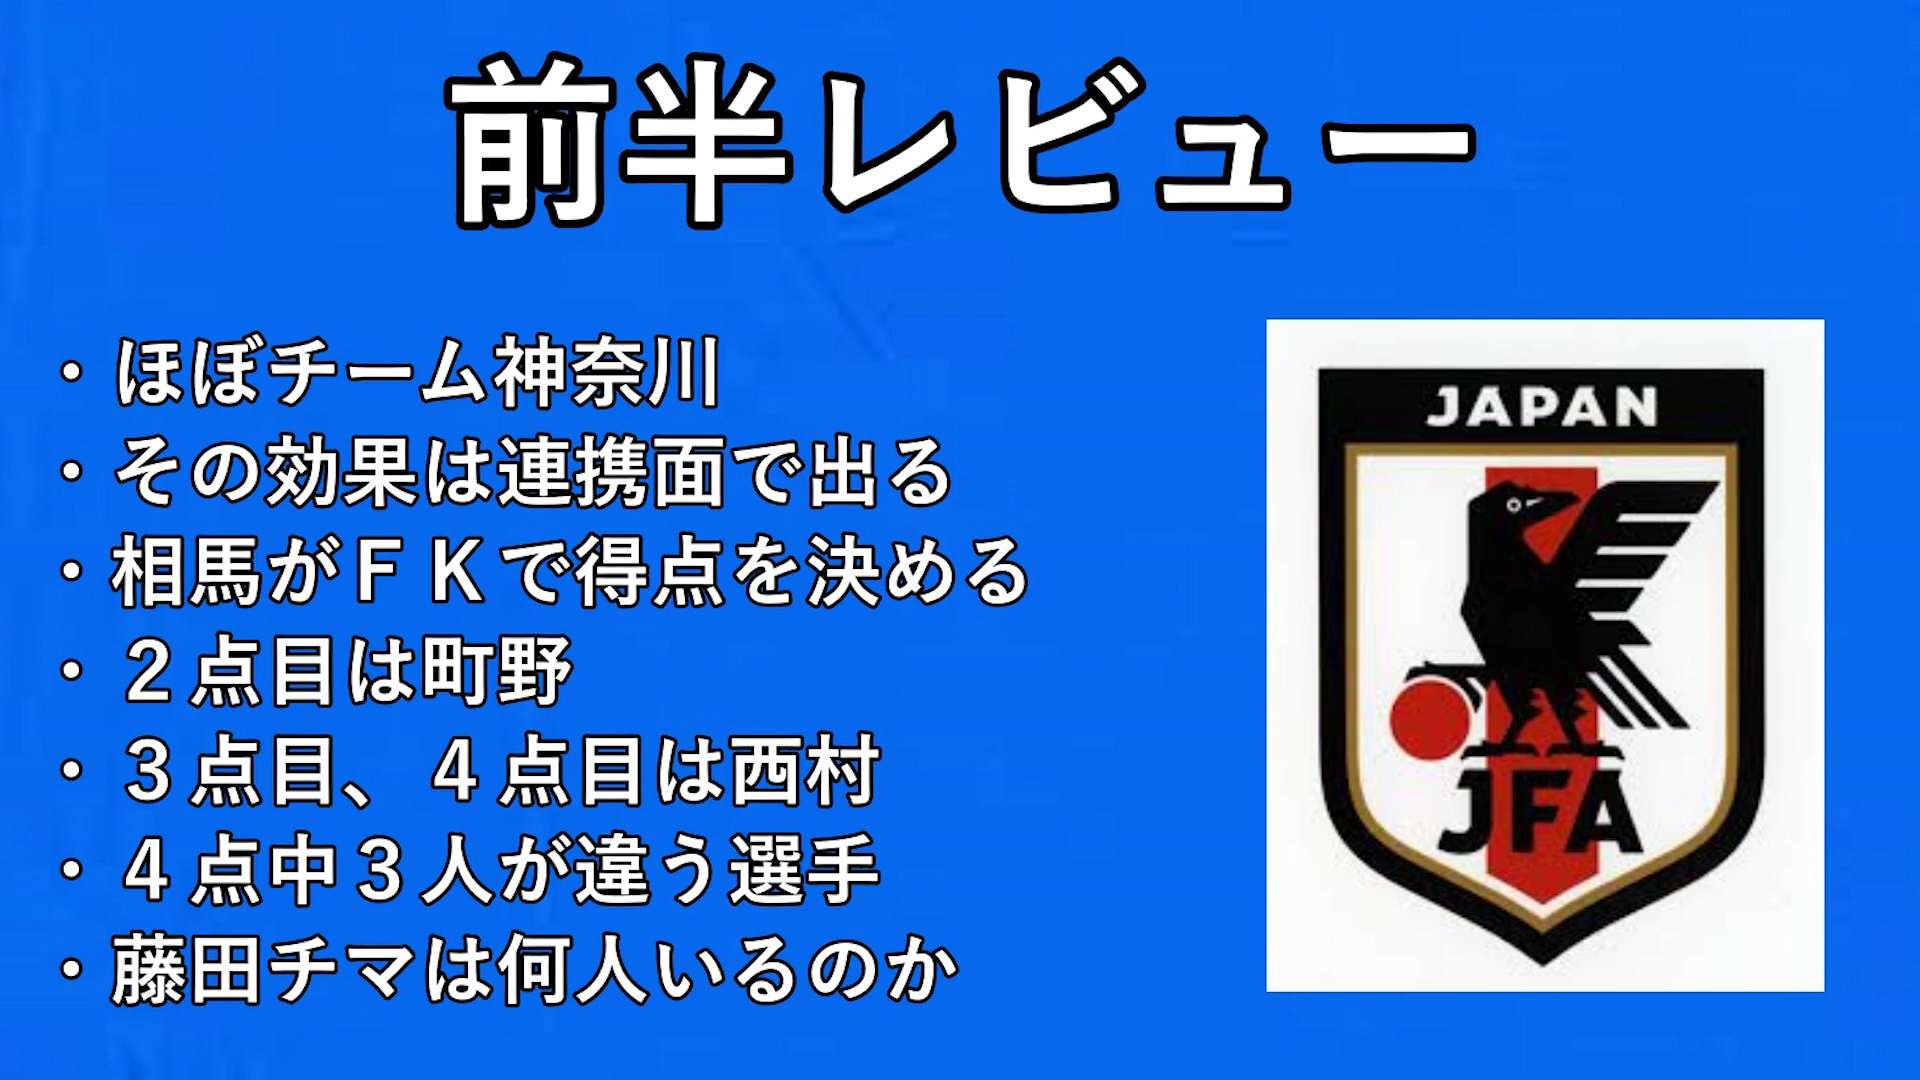 前半レビュー
・ほぼチーム神奈川
・その効果は連携面で出る
・相馬がＦＫで得点を決める
・２点目は町野
・３点目、４点目は西村
・４点中３人が違う選手
・藤田チマは何人いるのか
JAPAN
JFA